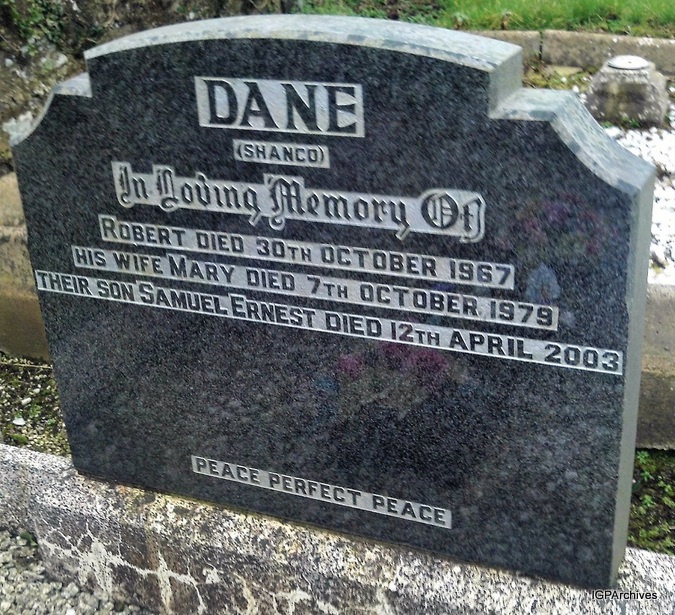 DANE
(SHANCO)
In Loving Memory Of
ROBERT DIED 30TH OCTOBER 1967
HIS WIFE MARY DIED 7TH OCTOBER 1979
THEIR SON SAMUEL ERNEST DIED 12TH APRIL 2003
PEACE PERFECT PEACE
IGPArchives